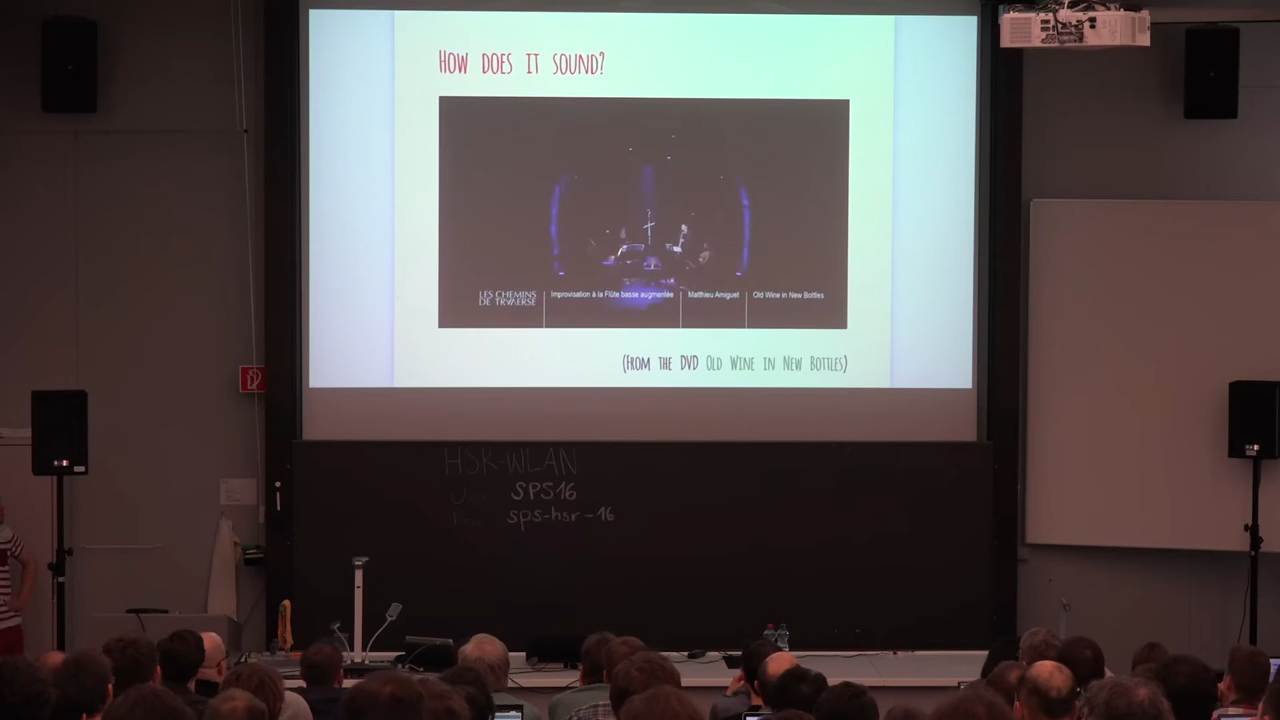 HOW DOES IT SOUND?
LES CHEMINS
DE TRAVERSE
Improvisation à la Flûte basse augmentée
Matthieu Amiguet
Old Wine in New Bottles
(FROM THE DVD OLD WINE IN NEW BOTTLES)
HSR-WLAN
User SPS16
sps-hsr-16